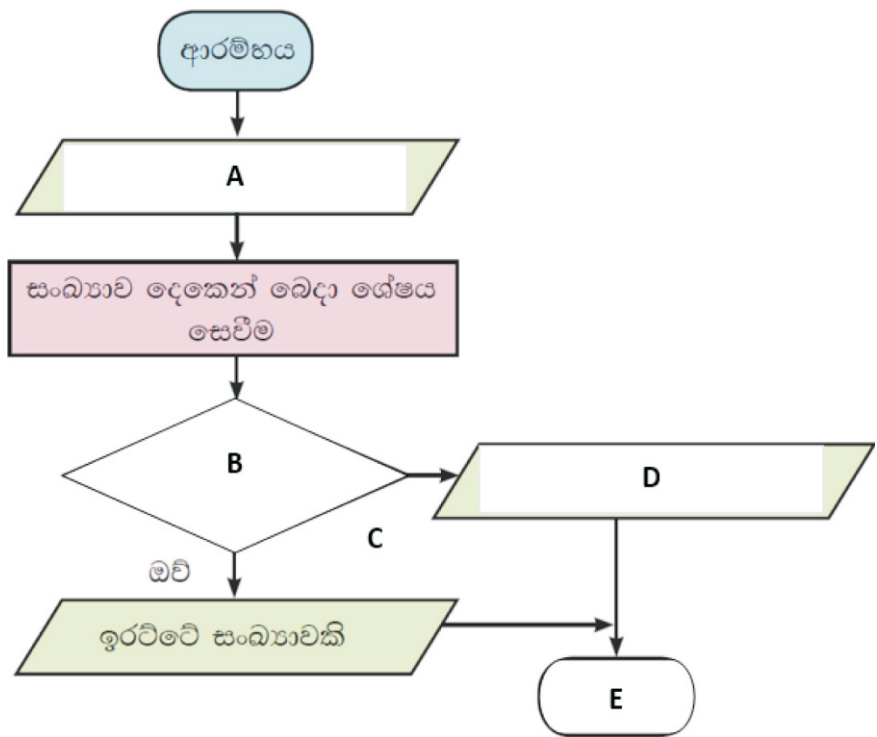 ආරම්භය
A
සංඛ්‍යාව දෙකෙන් බෙදා ශේෂය
සෙවීම
B
D
C
ඔව්
ඉරට්ටේ සංඛ්‍යාවකි
E